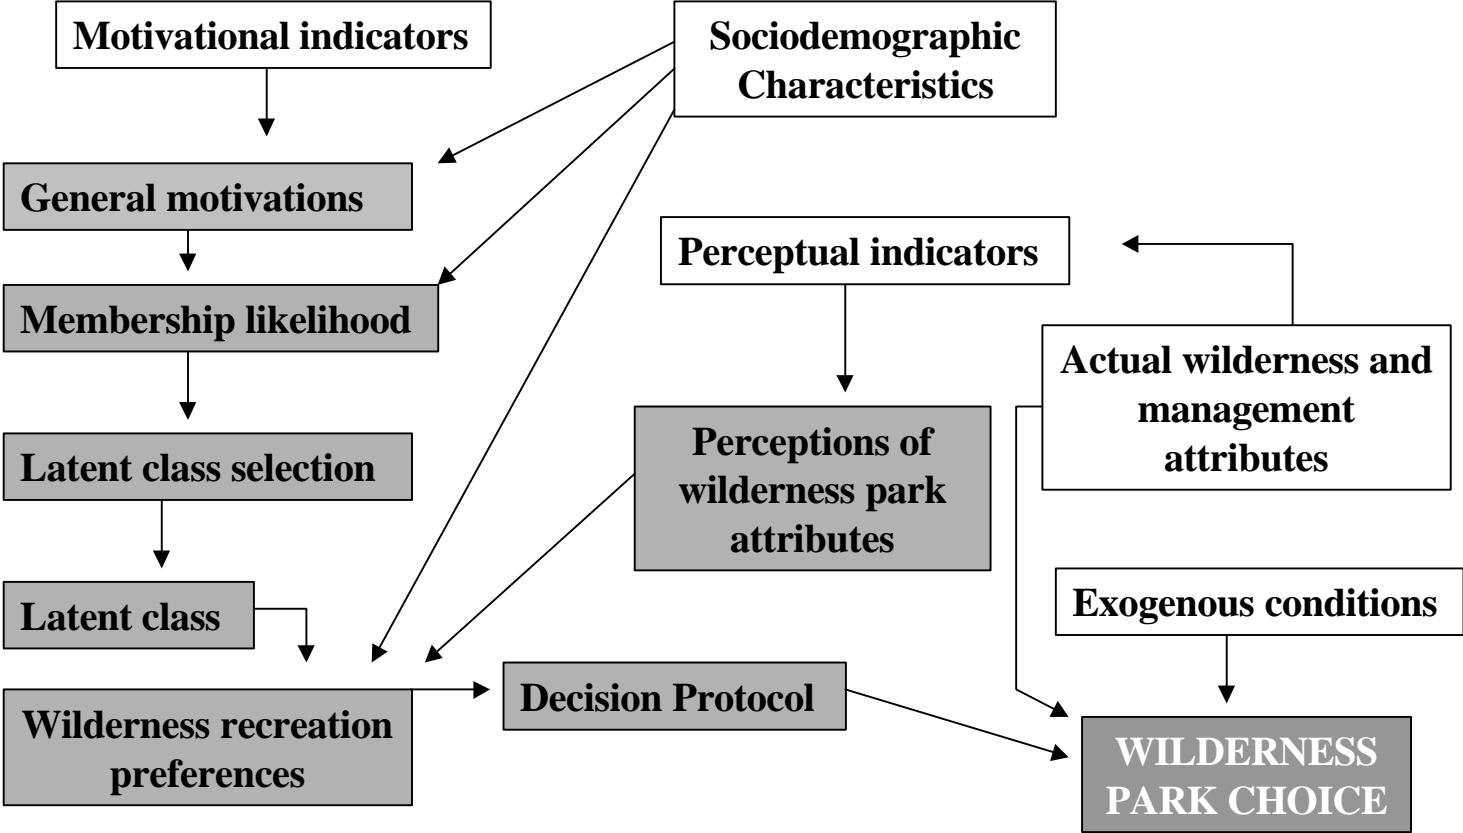 Motivational indicators
Sociodemographic
Characteristics
General motivations
Perceptual indicators
Membership likelihood
Actual wilderness and
management
attributes
Latent class selection
Perceptions of
wilderness park
attributes
Latent class
Exogenous conditions
Wilderness recreation
preferences
Decision Protocol
WILDERNESS
PARK CHOICE